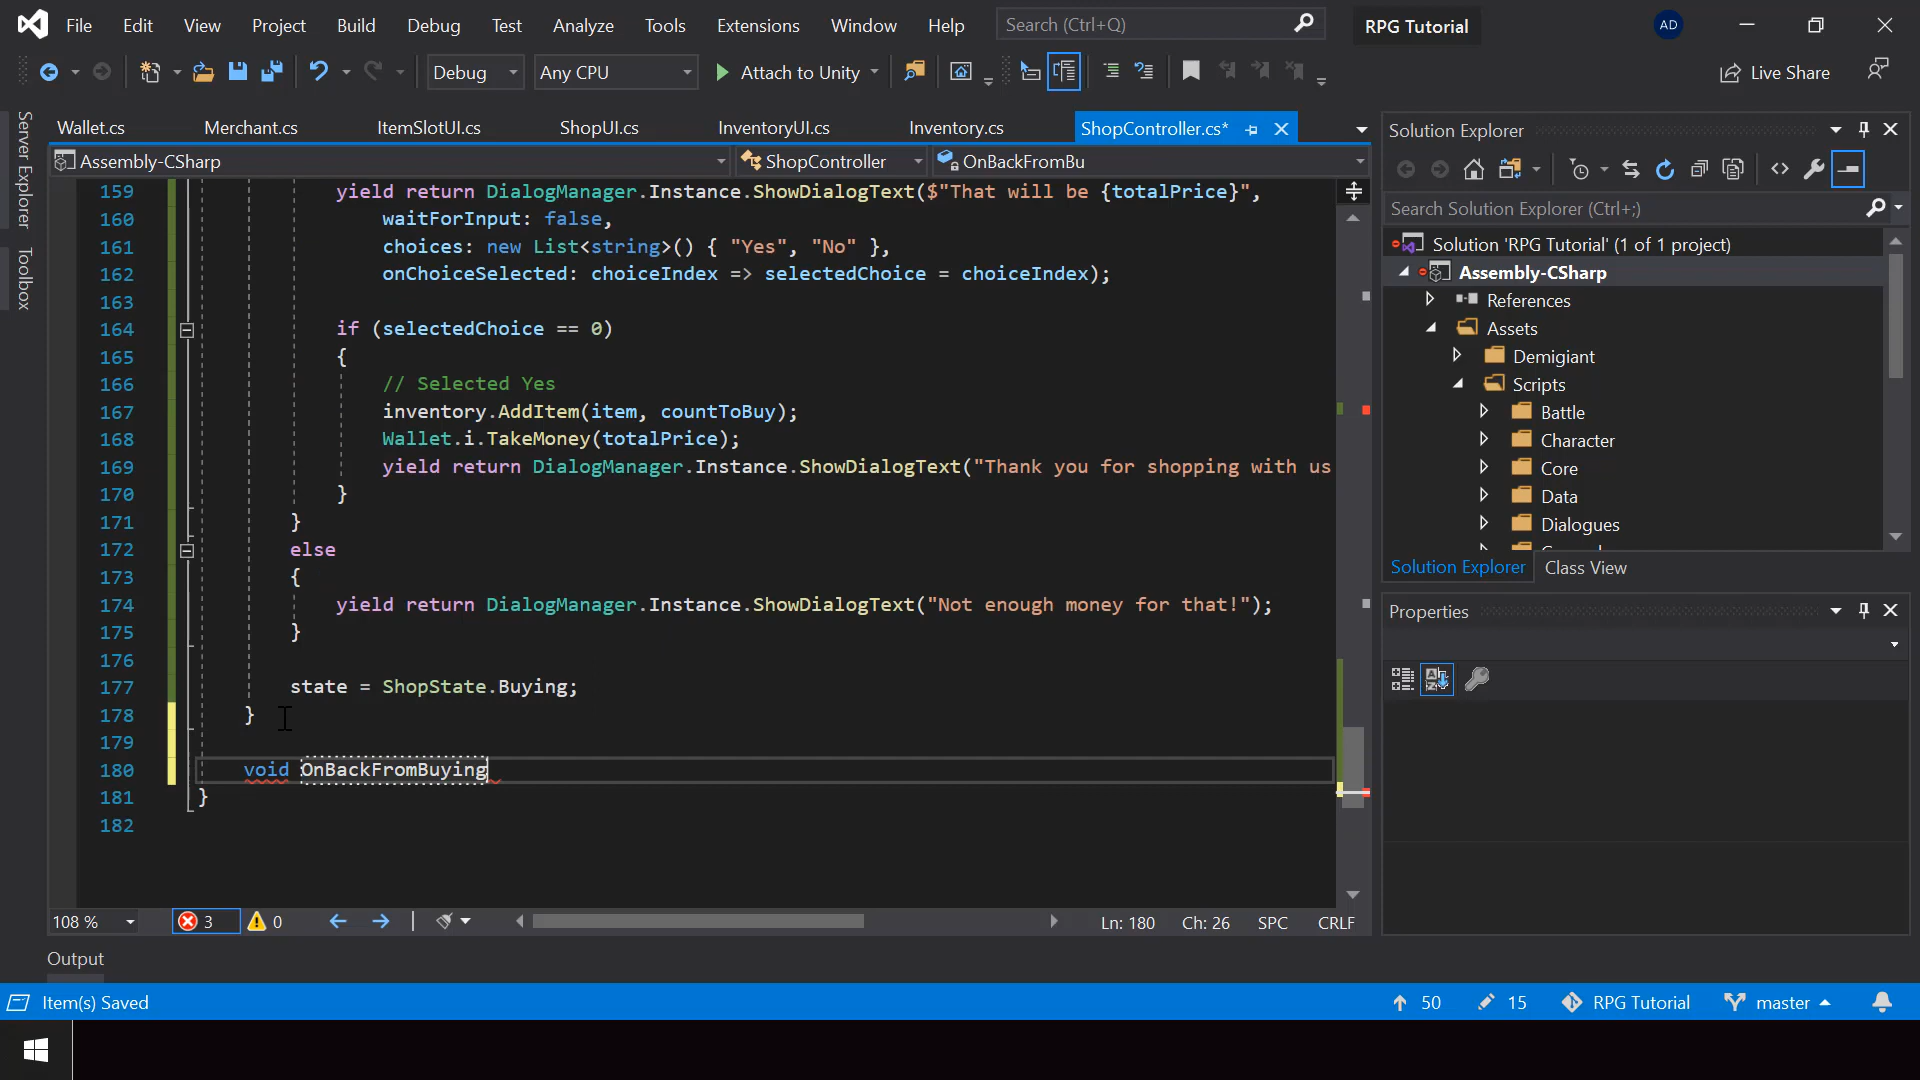 File Edit View Project Build Debug Test Analyze Tools Extensions Window Help Search (Ctrl+Q) RPG Tutorial AD
Debug Any CPU Attach to Unity Live Share
Server Explorer
Toolbox
Wallet.cs Merchant.cs ItemSlotUI.cs ShopUI.cs InventoryUI.cs Inventory.cs ShopController.cs*
Assembly-CSharp ShopController OnBackFromBu
159 yield return DialogManager.Instance.ShowDialogText($"That will be {totalPrice}",
160 waitForInput: false,
161 choices: new List<string>() { "Yes", "No" },
162 onChoiceSelected: choiceIndex => selectedChoice = choiceIndex);
163
164 if (selectedChoice == 0)
165 {
166 // Selected Yes
167 inventory.AddItem(item, countToBuy);
168 Wallet.i.TakeMoney(totalPrice);
169 yield return DialogManager.Instance.ShowDialogText("Thank you for shopping with us
170 }
171 }
172 else
173 {
174 yield return DialogManager.Instance.ShowDialogText("Not enough money for that!");
175 }
176
177 state = ShopState.Buying;
178 }
179
180 void OnBackFromBuying
181 }
182
108 % 3 0 Ln: 180 Ch: 26 SPC CRLF
Output
Solution Explorer
Search Solution Explorer (Ctrl+;)
Solution 'RPG Tutorial' (1 of 1 project)
Assembly-CSharp
References
Assets
Demigiant
Scripts
Battle
Character
Core
Data
Dialogues
Solution Explorer Class View
Properties
Item(s) Saved 50 15 RPG Tutorial master